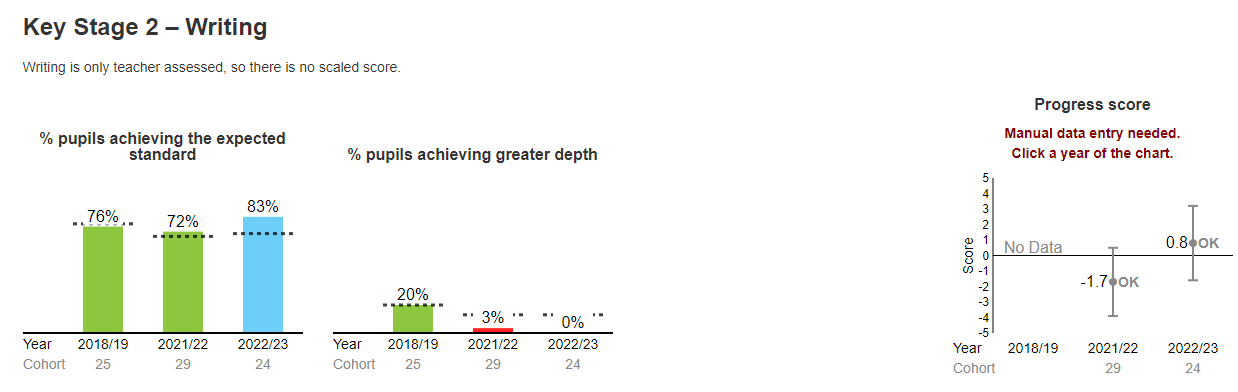 Key Stage 2 – Writing
Writing is only teacher assessed, so there is no scaled score.
% pupils achieving the expected
standard
76%
72%
83%
Year 2018/19 2021/22 2022/23
Cohort 25 29 24
% pupils achieving greater depth
20%
3%
0%
Year 2018/19 2021/22 2022/23
Cohort 25 29 24
Progress score
Manual data entry needed.
Click a year of the chart.
Score
5
4
3
2
1
0
-1
-2
-3
-4
-5
No Data
-1.7 OK
0.8 OK
Year 2018/19 2021/22 2022/23
Cohort 29 24